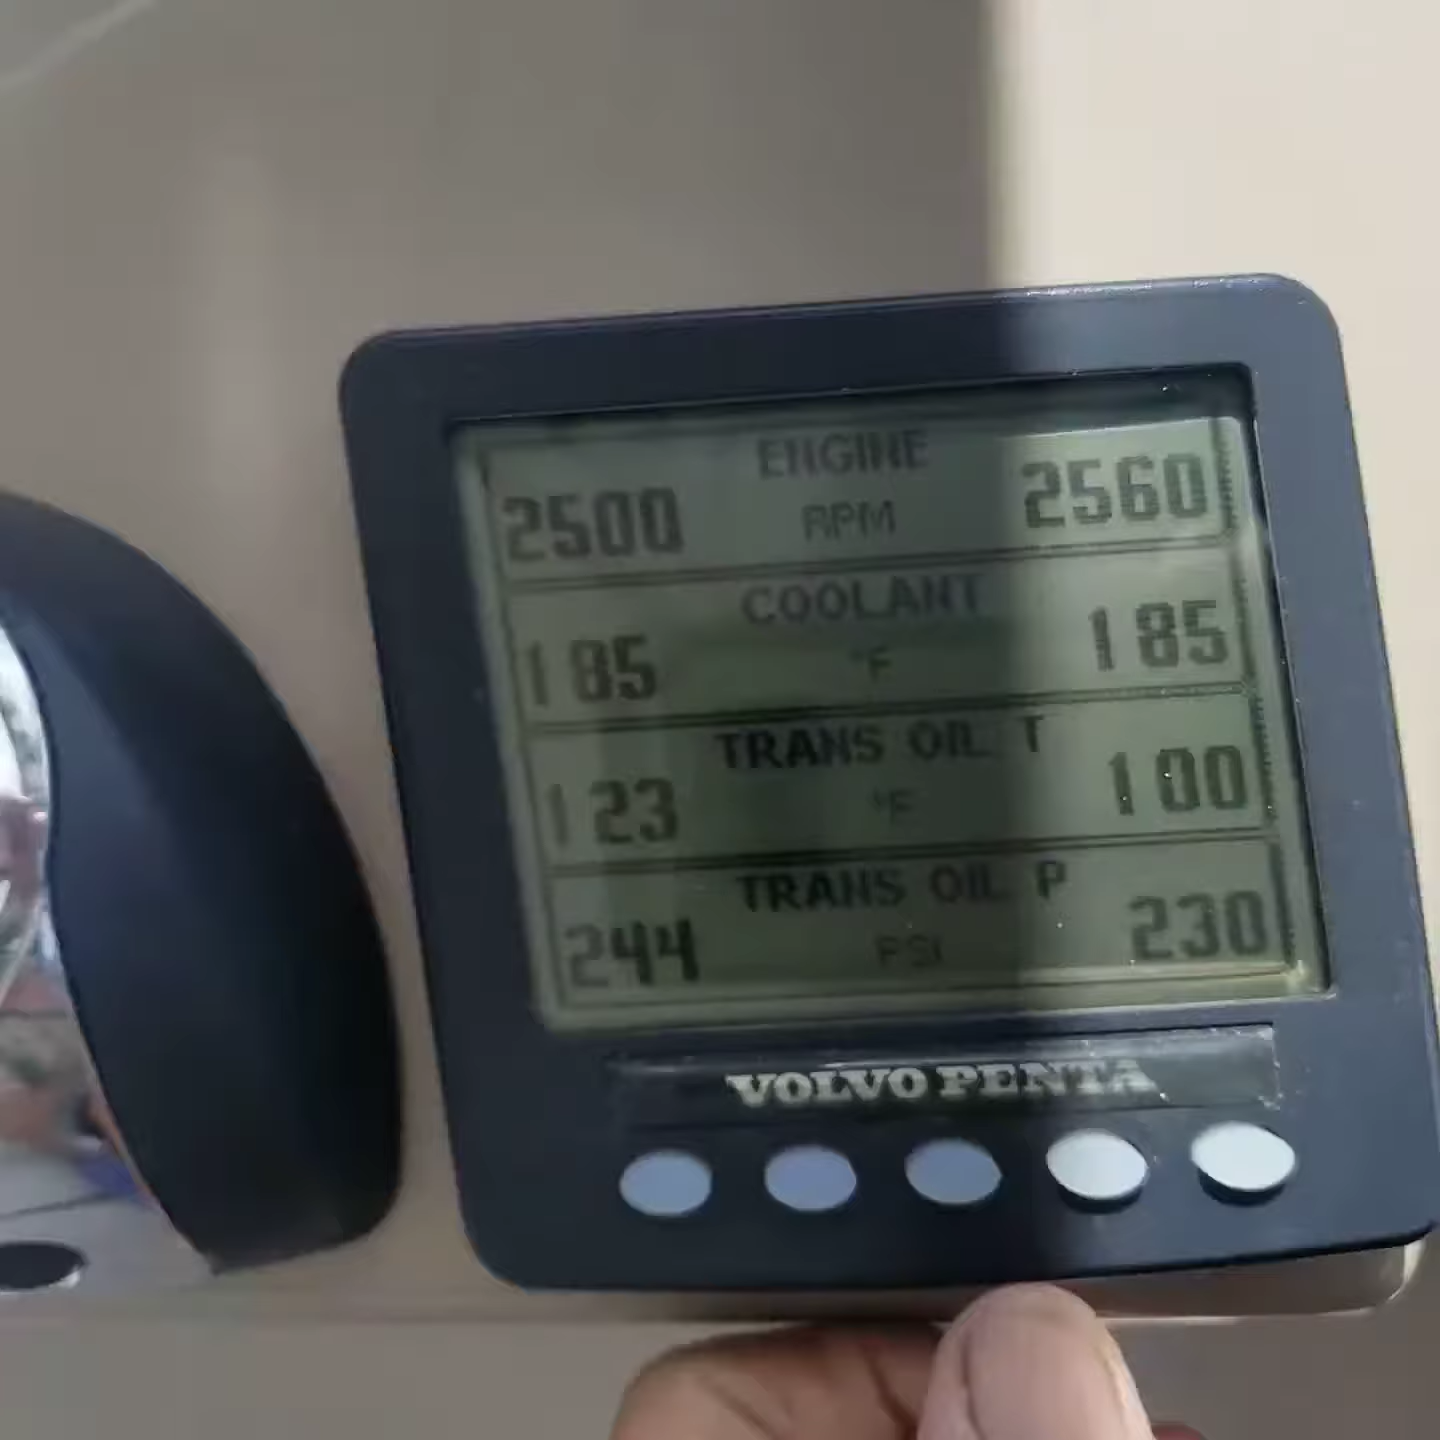 ENGINE
2500 RPM 2560
COOLANT
185 °F 185
TRANS OIL T
123 °F 100
TRANS OIL P
244 PSI 230
VOLVO PENTA